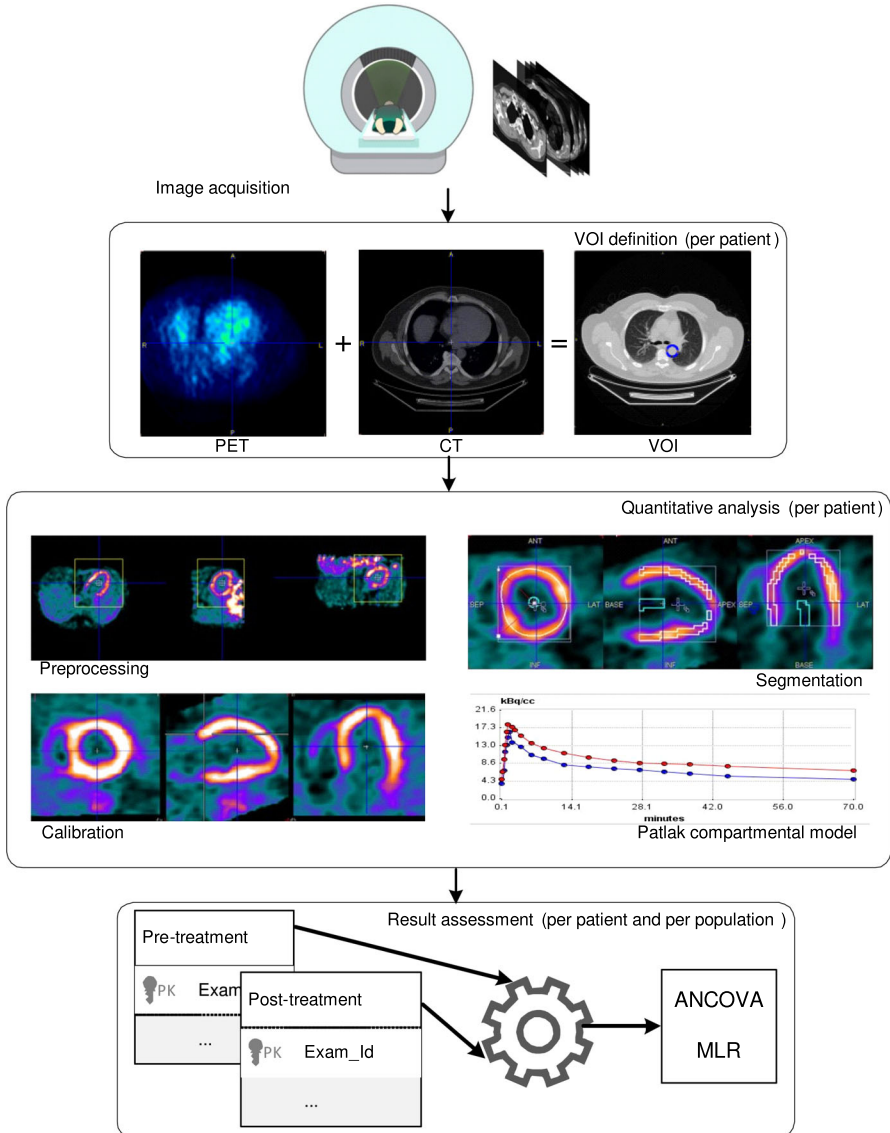 Image acquisition
VOI definition (per patient)
A
R
L
P
PET
+
A
R
L
P
CT
=
VOI
Quantitative analysis (per patient)
Preprocessing
ANT
SEP
LAT
INF
ANT
BASE
APEX
INF
APEX
SEP
LAT
BASE
Segmentation
Calibration
kBq/cc
21.6
17.3
13.0
8.6
4.3
0.0
0.1 14.1 28.1 42.0 56.0 70.0
minutes
Patlak compartmental model
Result assessment (per patient and per population )
Pre-treatment
PK Exam
...
Post-treatment
PK Exam_Id
...
ANCOVA
MLR